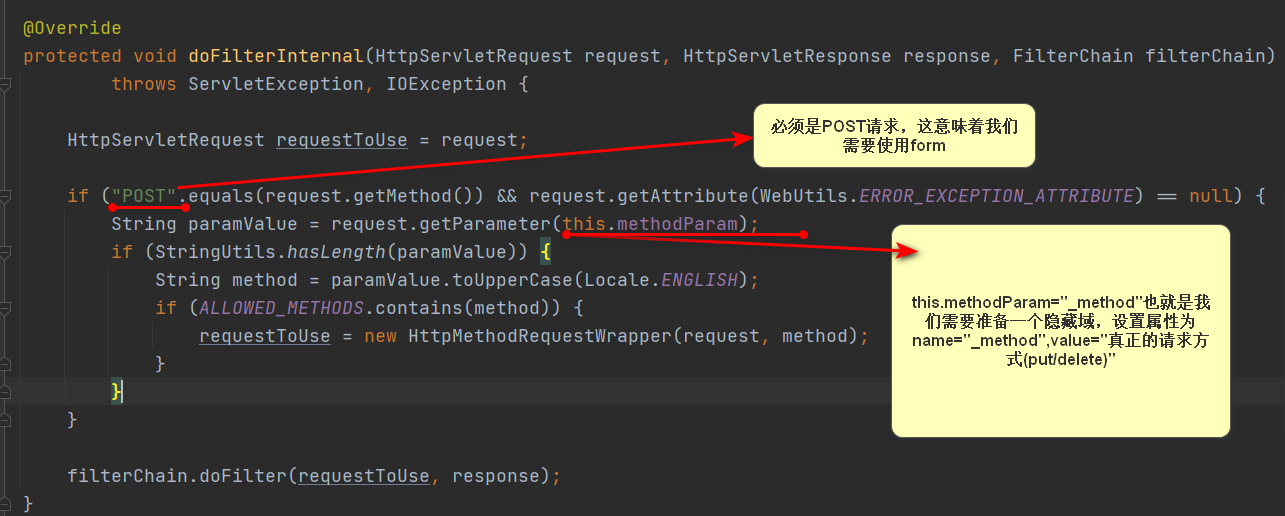 @Override
protected void doFilterInternal(HttpServletRequest request, HttpServletResponse response, FilterChain filterChain)
throws ServletException, IOException {
HttpServletRequest requestToUse = request;
必须是POST请求，这意味着我们
需要使用form
if ("POST".equals(request.getMethod()) && request.getAttribute(WebUtils.ERROR_EXCEPTION_ATTRIBUTE) == null) {
String paramValue = request.getParameter(this.methodParam);
if (StringUtils.hasLength(paramValue)) {
String method = paramValue.toUpperCase(Locale.ENGLISH);
if (ALLOWED_METHODS.contains(method)) {
requestToUse = new HttpMethodRequestWrapper(request, method);
}
}
}
this.methodParam="_method"也就是我
们需要准备一个隐藏域，设置属性为
name="_method",value="真正的请求方
式(put/delete)"
filterChain.doFilter(requestToUse, response);
}